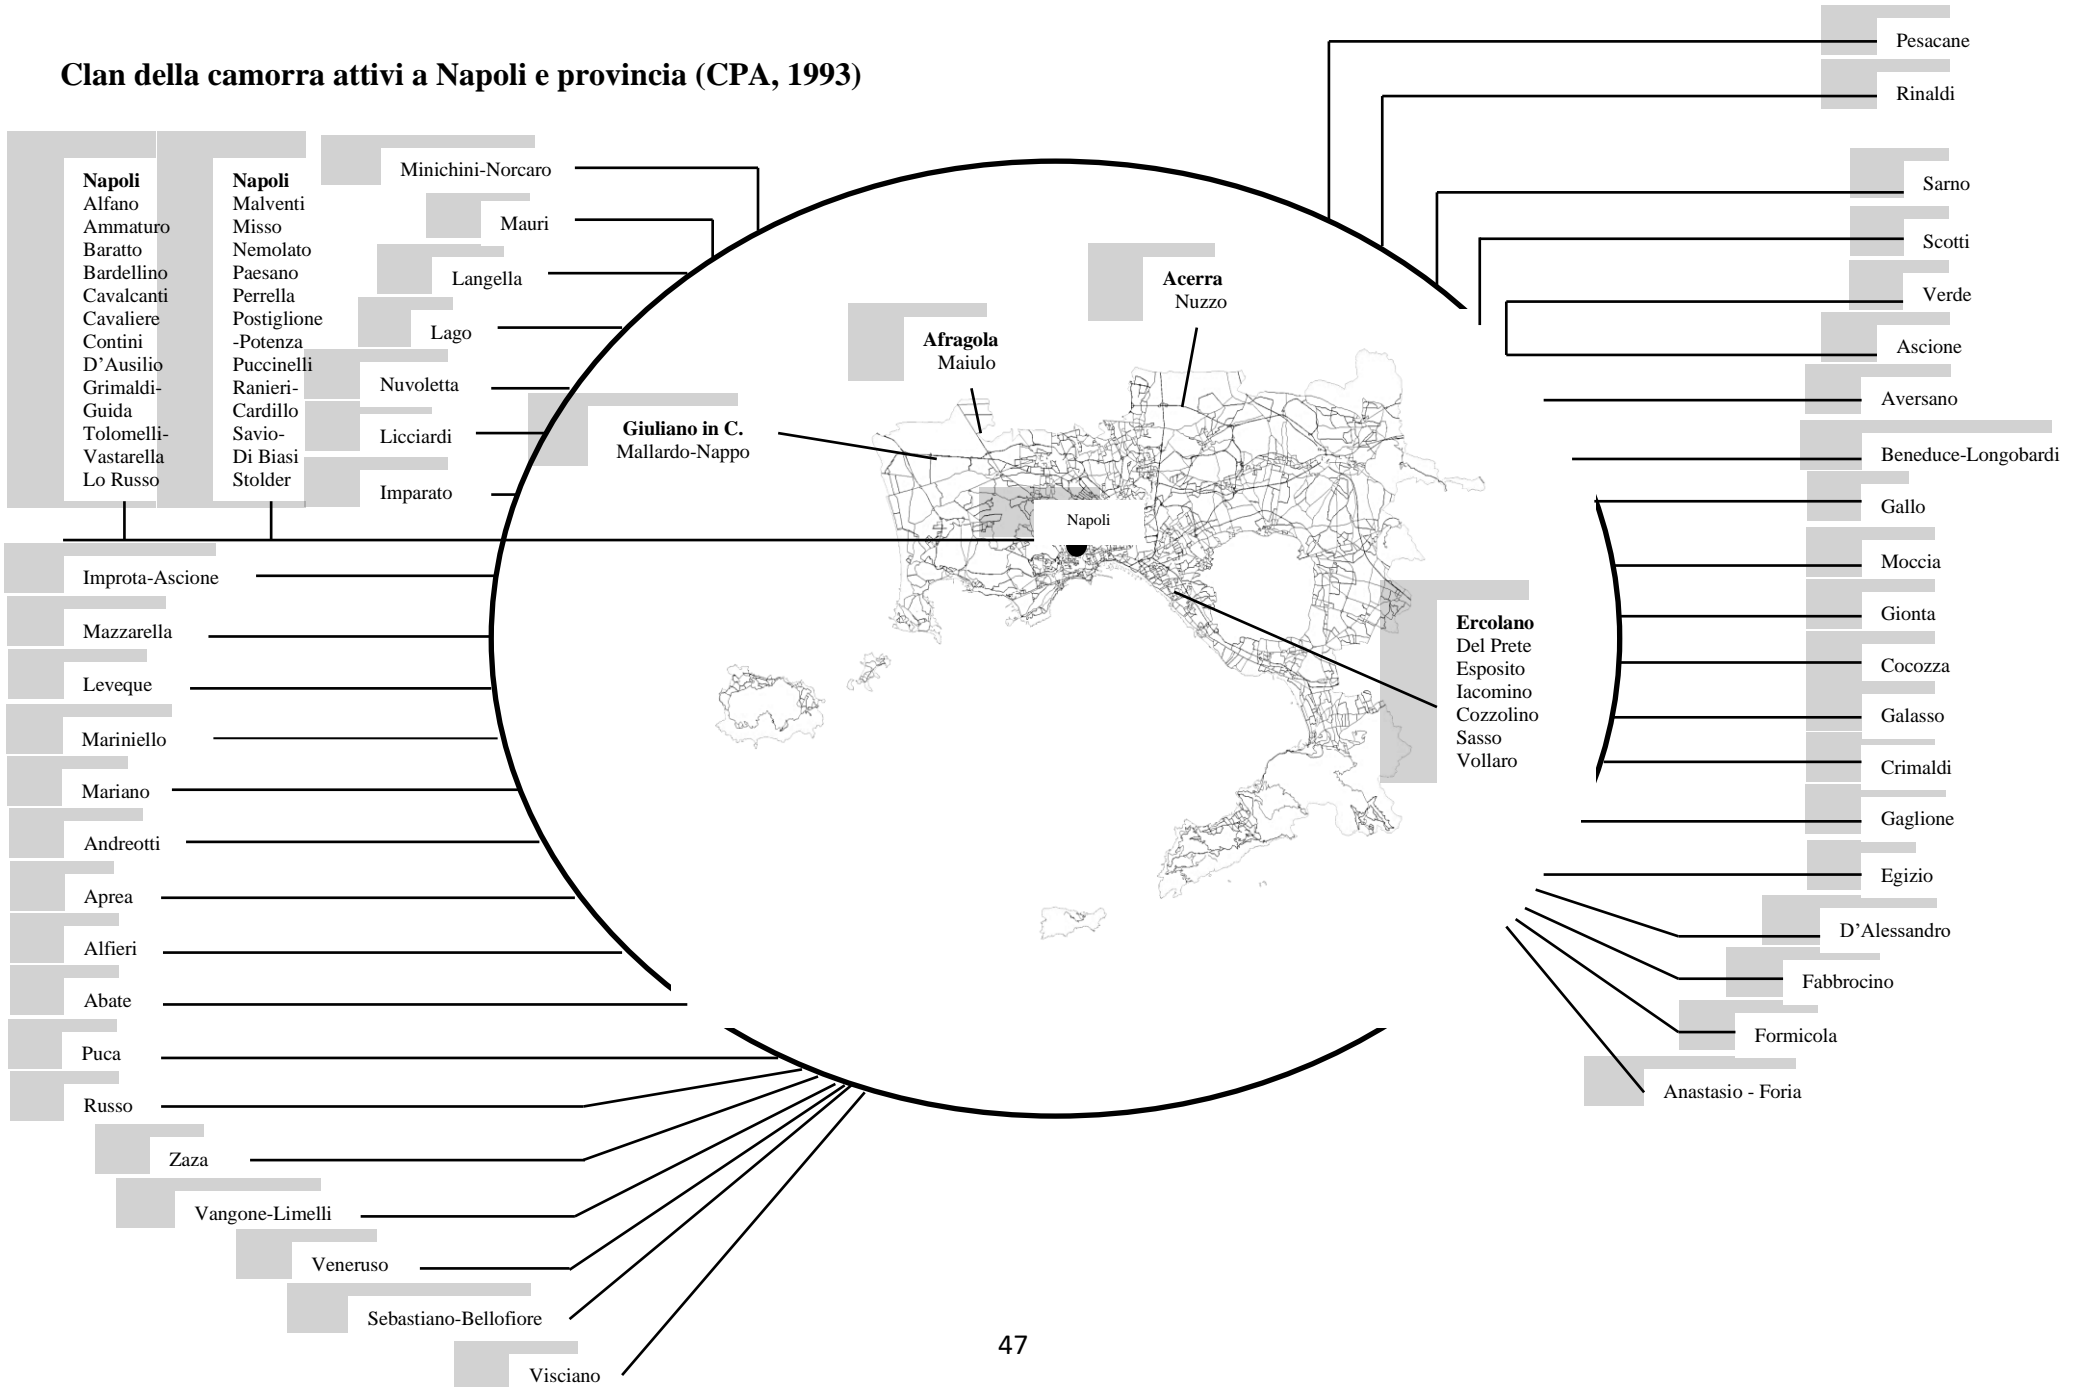 Clan della camorra attivi a Napoli e provincia (CPA, 1993)
Napoli
Alfano
Ammaturo
Baratto
Bardellino
Cavalcanti
Cavaliere
Contini
D’Ausilio
Grimaldi-
Guida
Tolomelli-
Vastarella
Lo Russo
Napoli
Malventi
Misso
Nemolato
Paesano
Perrella
Postiglione
-Potenza
Puccinelli
Ranieri-
Cardillo
Savio-
Di Biasi
Stolder
Minichini-Norcaro
Mauri
Langella
Lago
Nuvoletta
Licciardi
Imparato
Giuliano in C.
Mallardo-Nappo
Afragola
Maiulo
Acerra
Nuzzo
Napoli
Ercolano
Del Prete
Esposito
Iacomino
Cozzolino
Sasso
Vollaro
Pesacane
Rinaldi
Sarno
Scotti
Verde
Ascione
Aversano
Beneduce-Longobardi
Gallo
Moccia
Gionta
Cocozza
Galasso
Crimaldi
Gaglione
Egizio
D’Alessandro
Fabbrocino
Formicola
Anastasio - Foria
Improta-Ascione
Mazzarella
Leveque
Mariniello
Mariano
Andreotti
Aprea
Alfieri
Abate
Puca
Russo
Zaza
Vangone-Limelli
Veneruso
Sebastiano-Bellofiore
Visciano
47